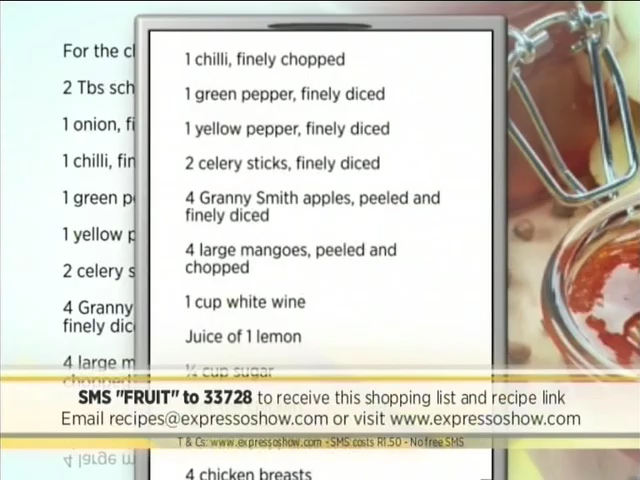 For the c
2 Tbs sch
1 onion, fi
1 chilli, fin
1 green p
1 yellow p
2 celery s
4 Granny
finely dic
4 large m
1 chilli, finely chopped
1 green pepper, finely diced
1 yellow pepper, finely diced
2 celery sticks, finely diced
4 Granny Smith apples, peeled and
finely diced
4 large mangoes, peeled and
chopped
1 cup white wine
Juice of 1 lemon
¼ cup sugar
SMS "FRUIT" to 33728 to receive this shopping list and recipe link
Email recipes@expressoshow.com or visit www.expressoshow.com
T & Cs: www.expressoshow.com - SMS costs R1.50 - No free SMS
4 chicken breasts